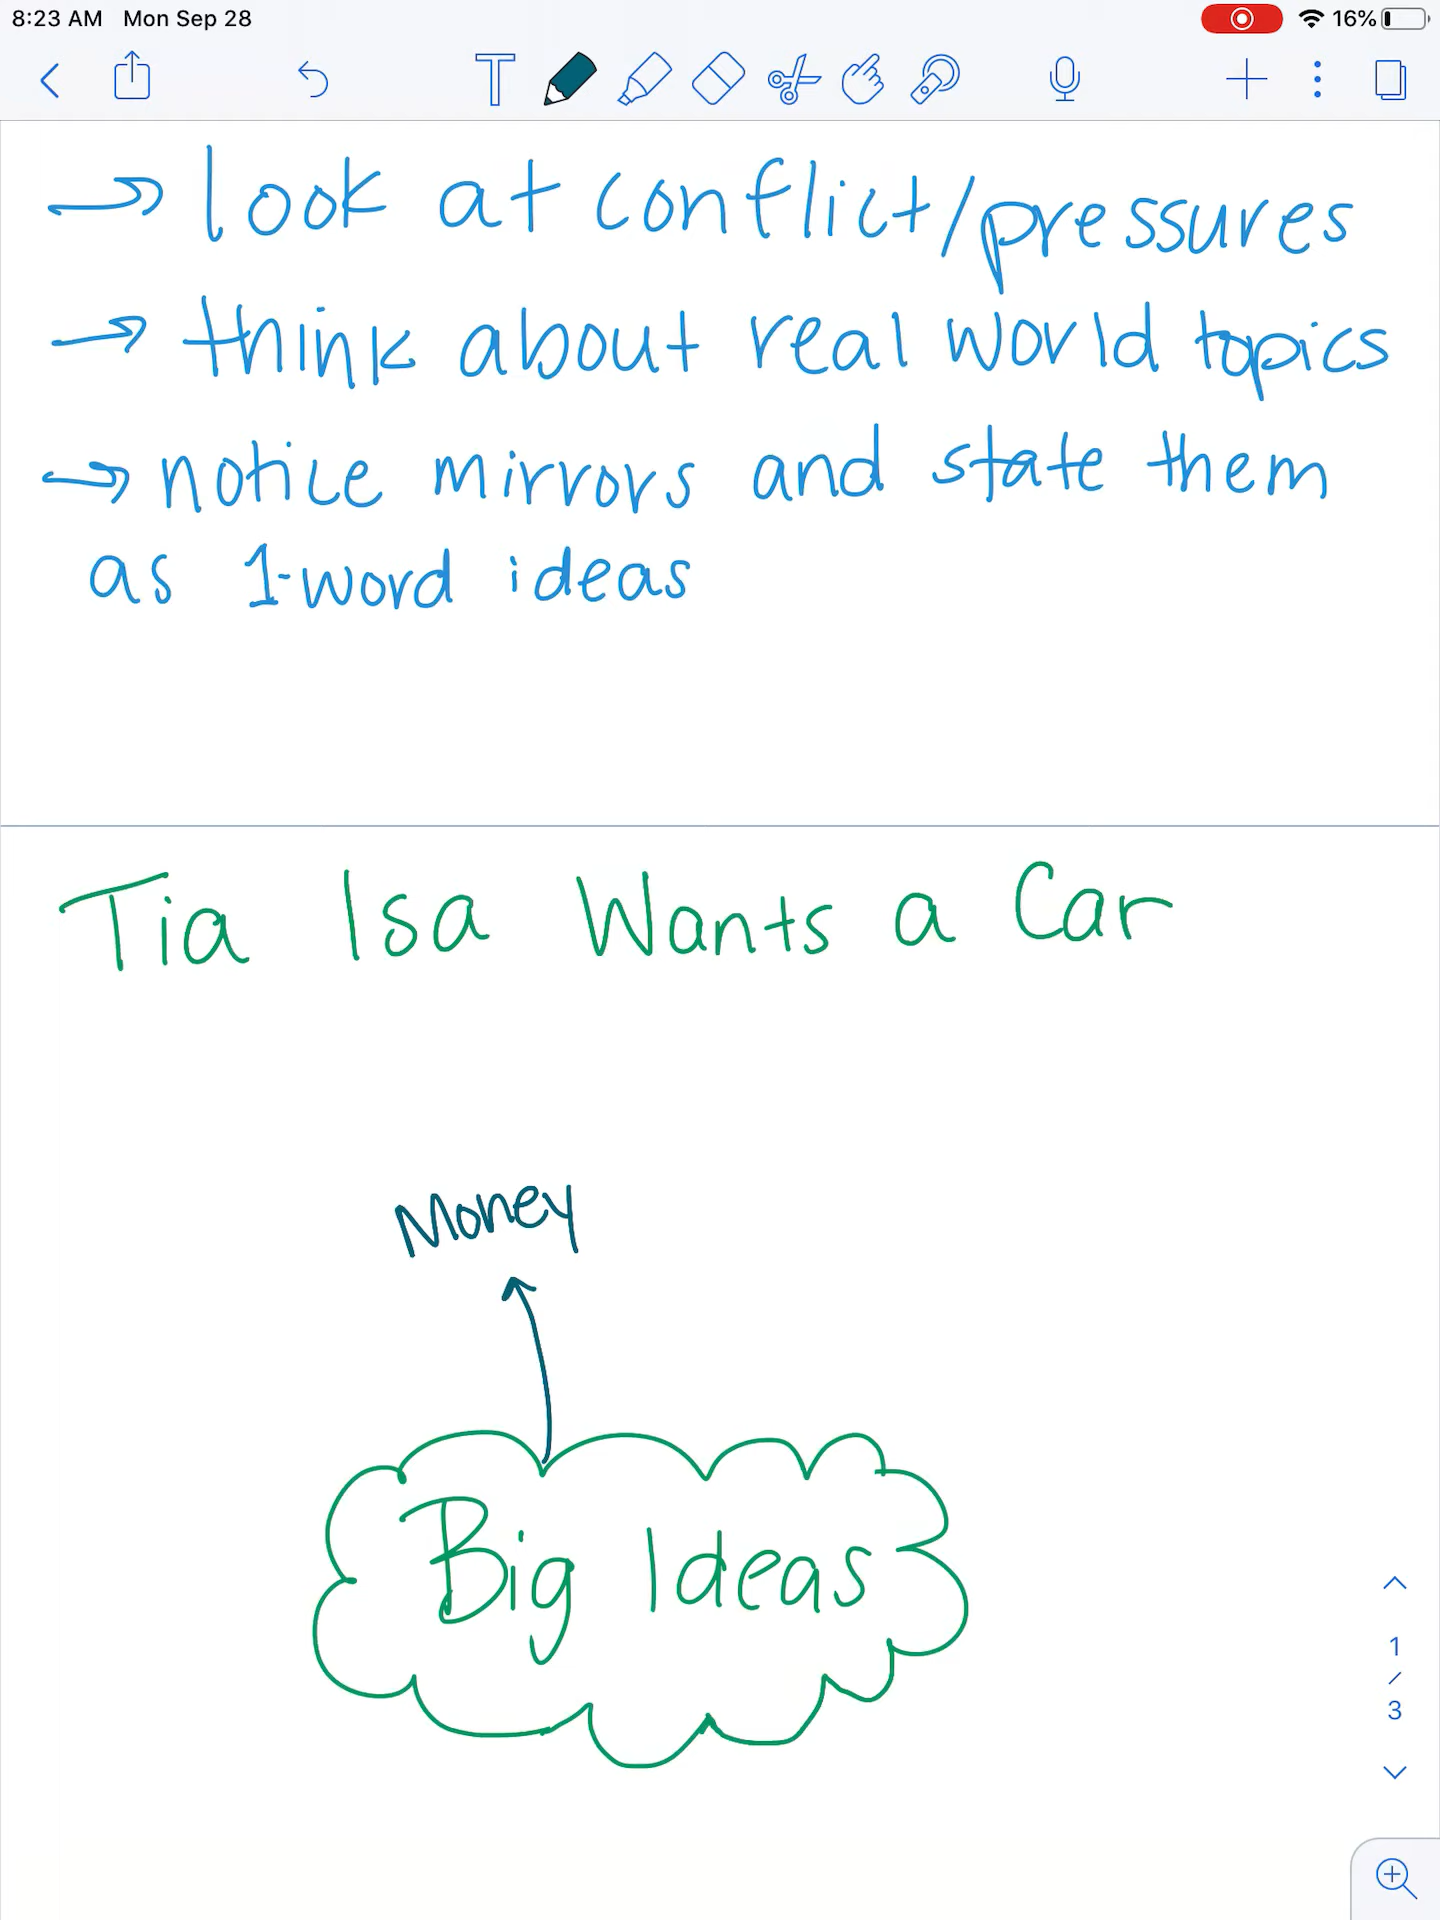 8:23 AM Mon Sep 28 16%
T
→ look at conflict/pressures
→ think about real world topics
→ notice mirrors and state them
as 1-word ideas
Tia Isa Wants a Car
Money
Big Ideas
1
/
3